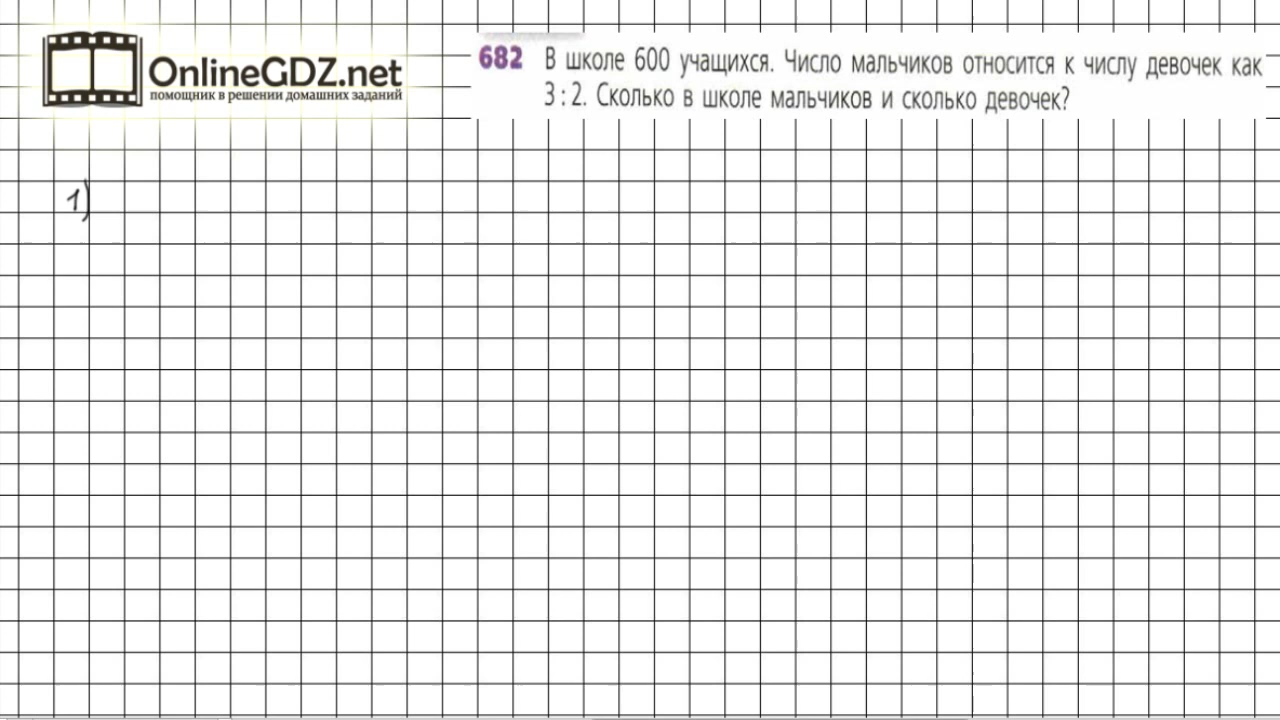 OnlineGDZ.net
помощник в решении домашних заданий
682 В школе 600 учащихся. Число мальчиков относится к числу девочек как
3 : 2. Сколько в школе мальчиков и сколько девочек?
1)